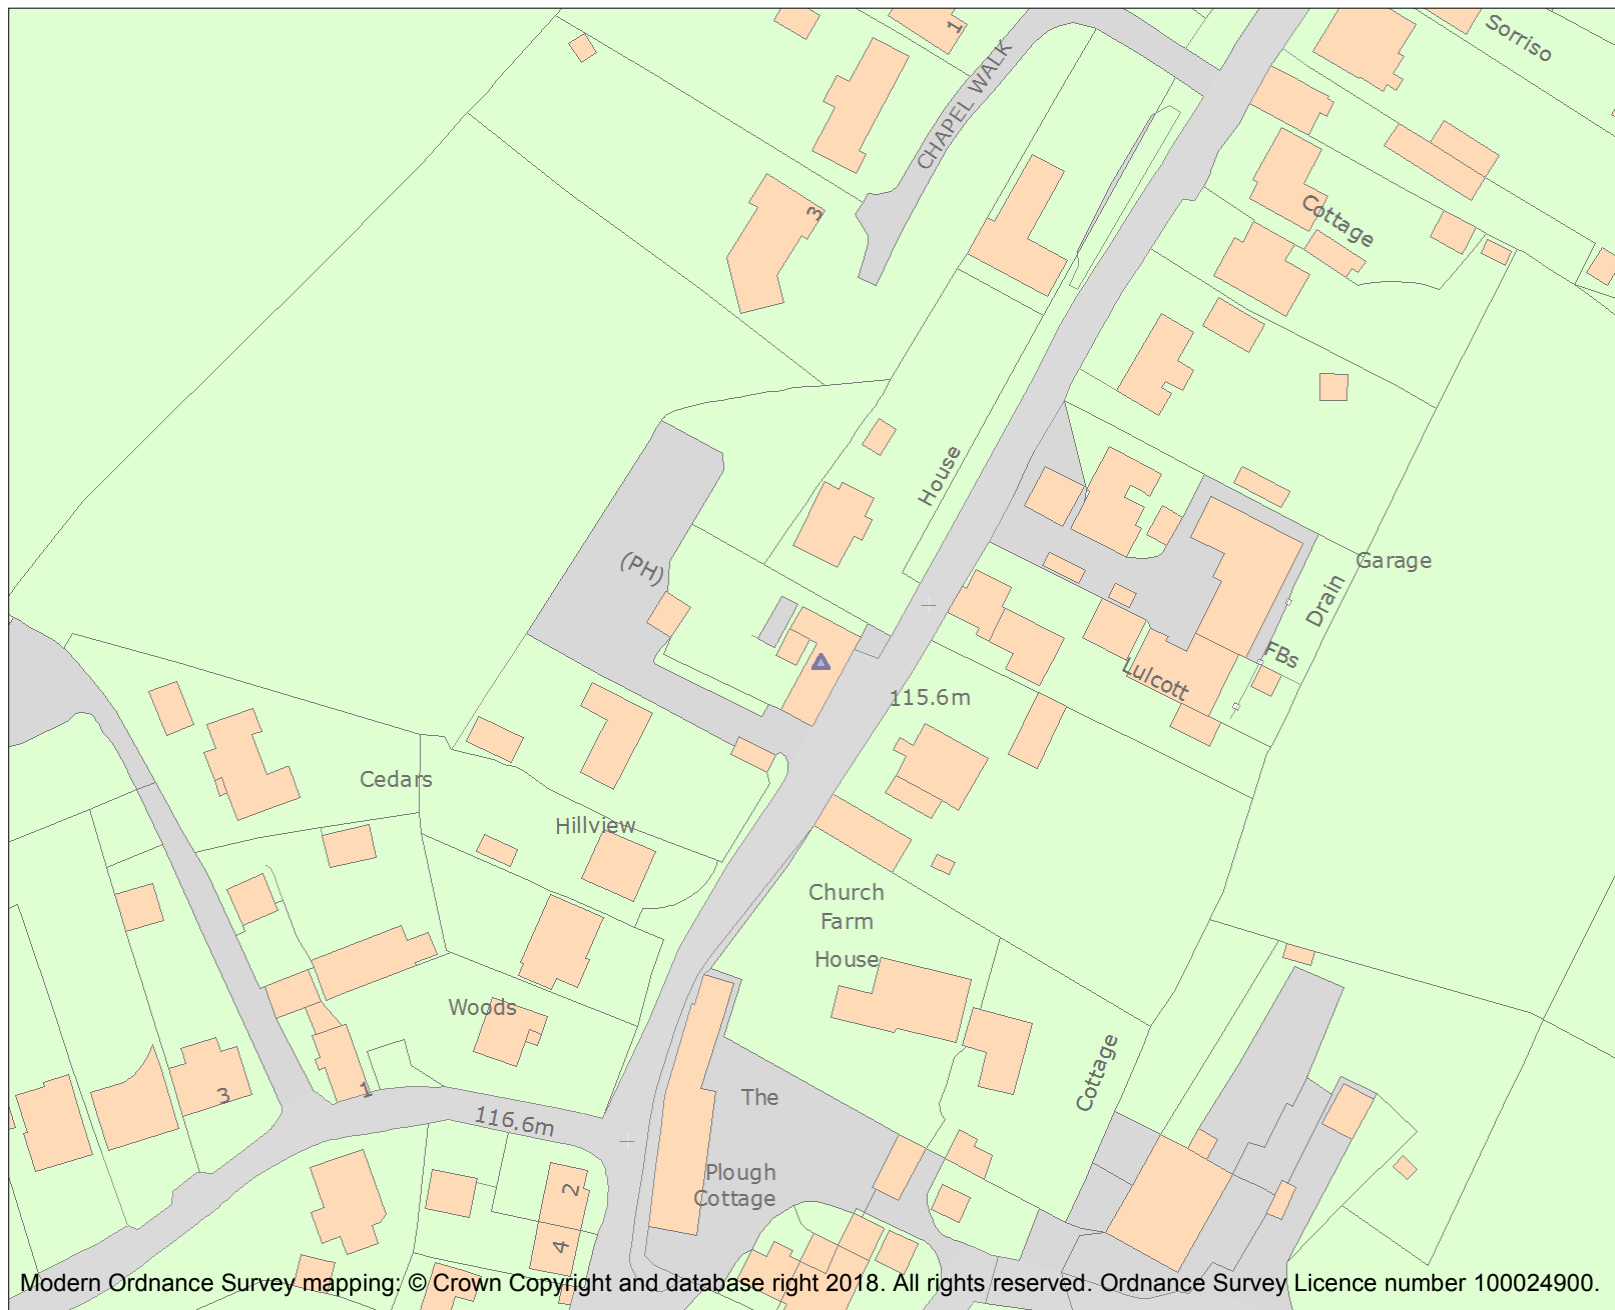 Sorriso
1
CHAPEL WALK
3
Cottage
House
(PH)
Garage
Drain
FBs
Lulcott
115.6m
Cedars
Hillview
Church
Farm
House
Woods
Cottage
3
1
The
116.6m
Plough
Cottage
2
4
Modern Ordnance Survey mapping: © Crown Copyright and database right 2018. All rights reserved. Ordnance Survey Licence number 100024900.